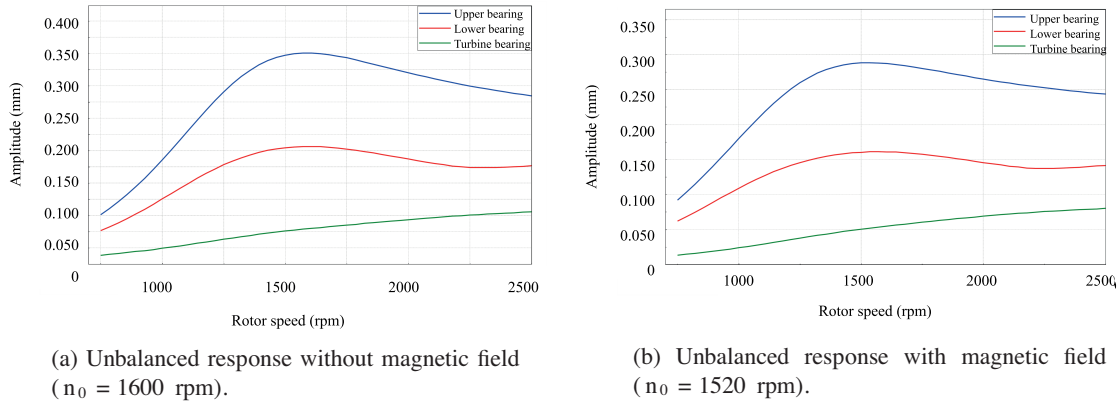 0.400
0.300
0.250
0.200
0.150
0.100
0.050
0
Amplitude (mm)
Upper bearing
Lower bearing
Turbine bearing
1000 1500 2000 2500
Rotor speed (rpm)
(a) Unbalanced response without magnetic field
( n₀ = 1600 rpm).
0.350
0.300
0.250
0.200
0.150
0.100
0.050
0
Amplitude (mm)
Upper bearing
Lower bearing
Turbine bearing
1000 1500 2000 2500
Rotor speed (rpm)
(b) Unbalanced response with magnetic field
( n₀ = 1520 rpm).